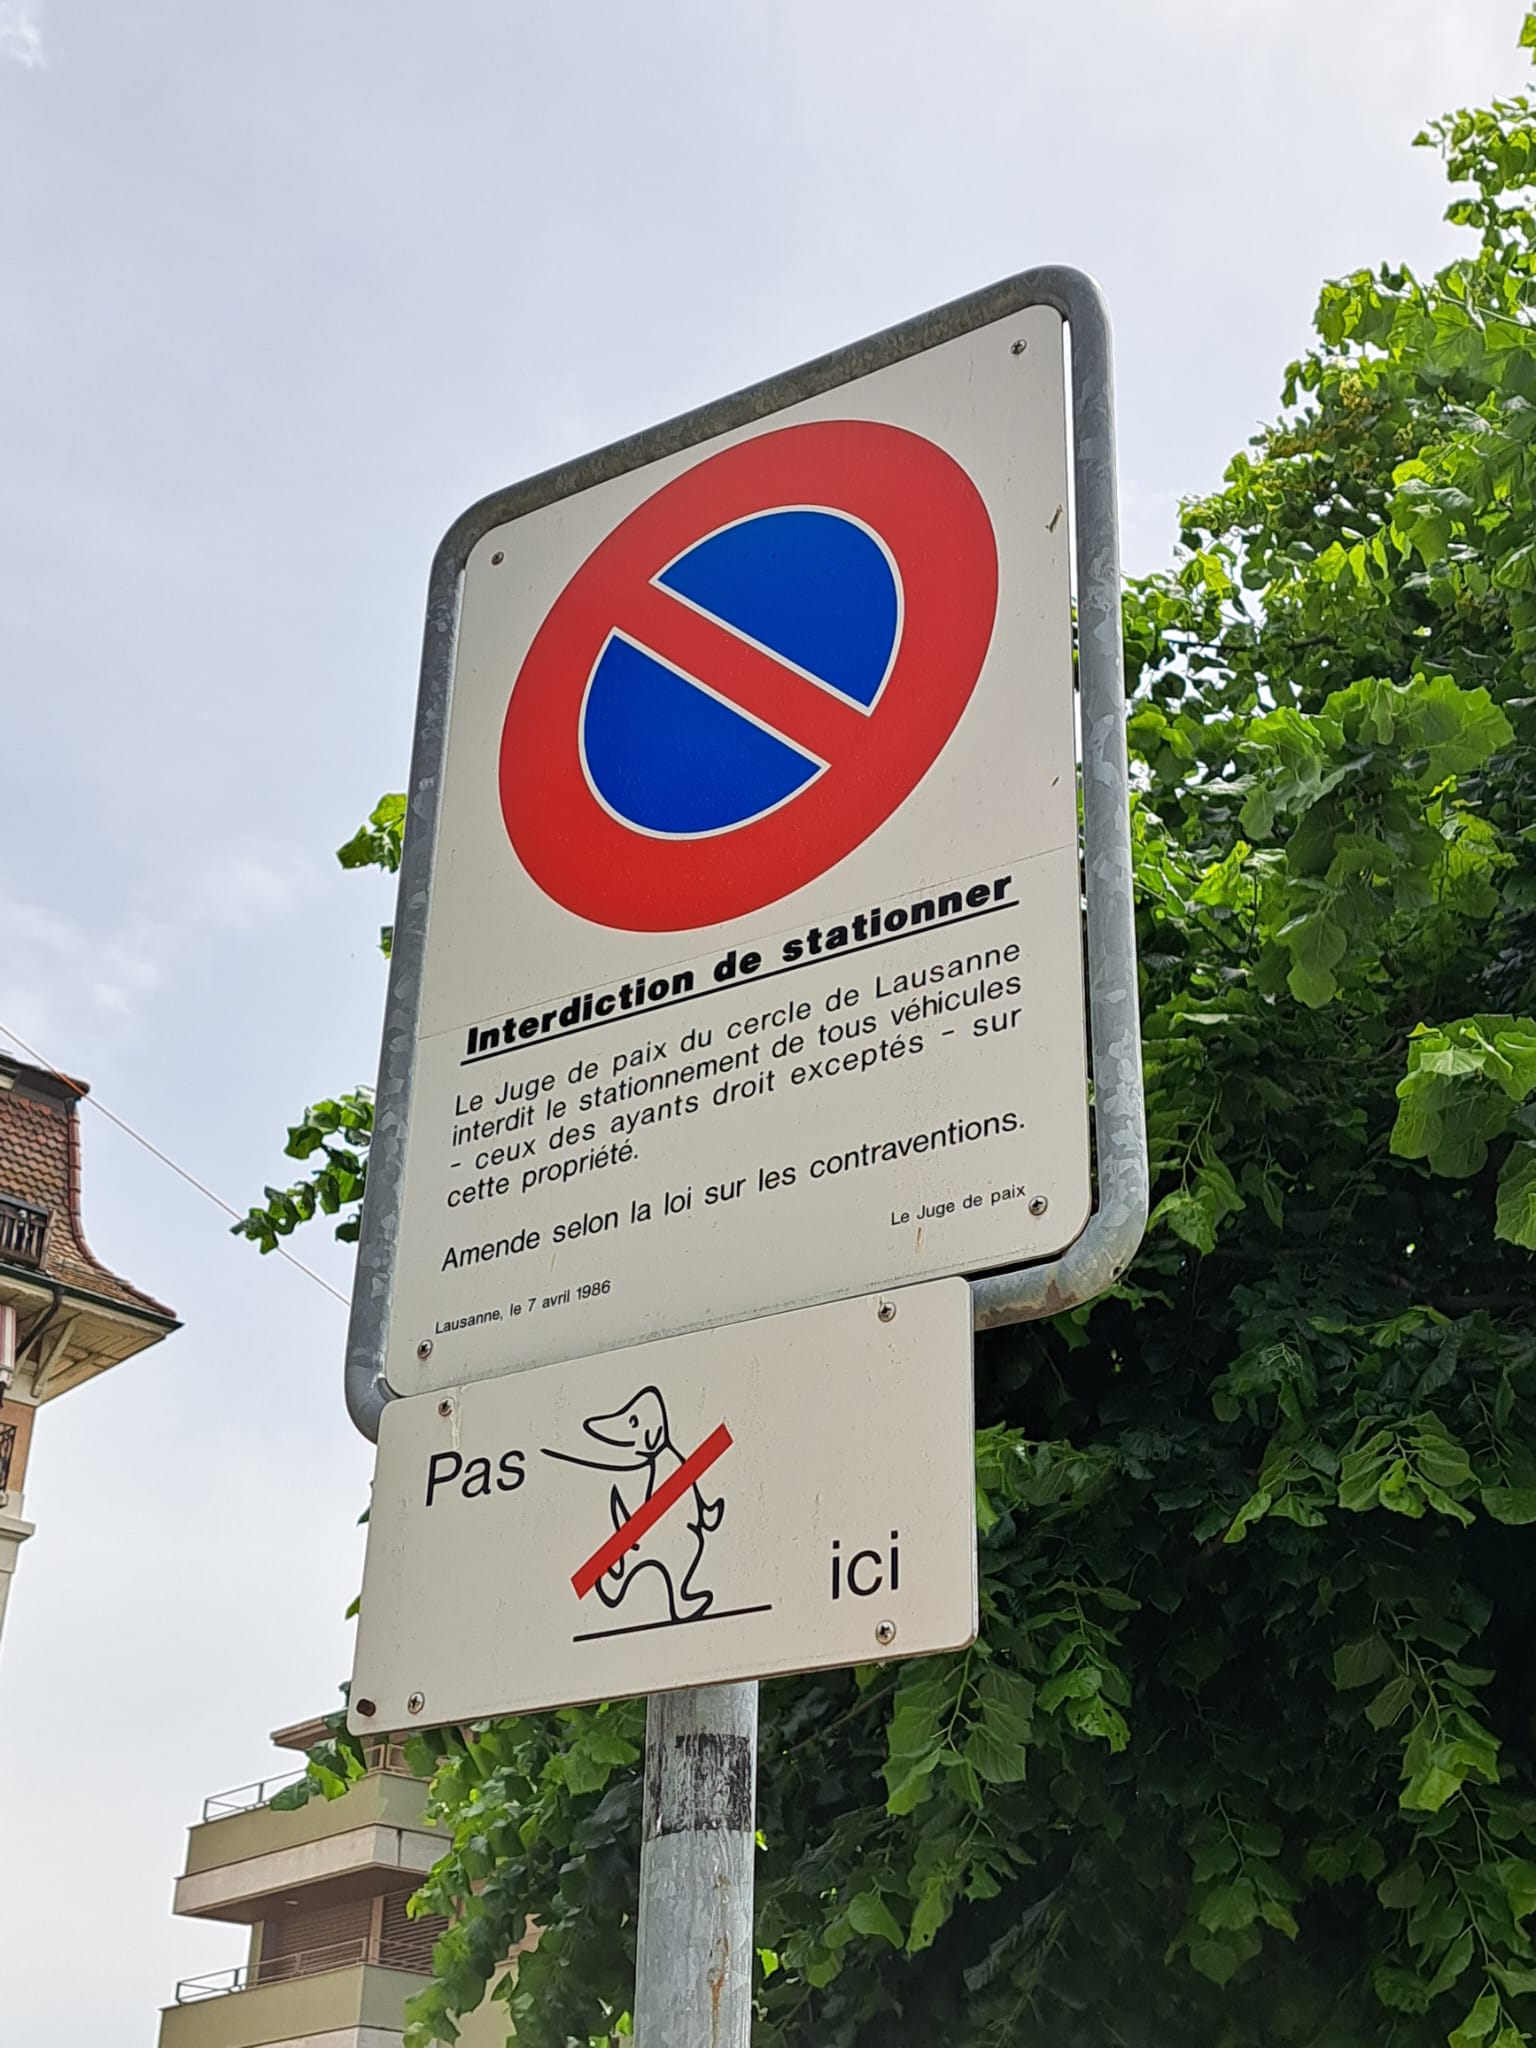 Interdiction de stationner
Le Juge de paix du cercle de Lausanne
interdit le stationnement de tous véhicules
- ceux des ayants droit exceptés - sur
cette propriété.
Amende selon la loi sur les contraventions.
Le Juge de paix
Lausanne, le 7 avril 1986
Pas
ici